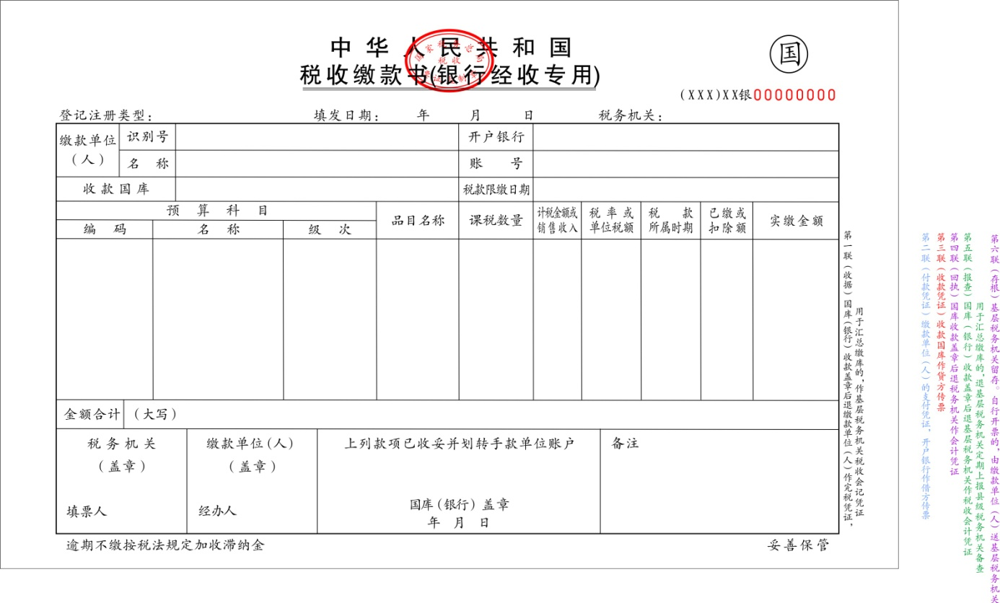 中华人民共和国
税收缴款书(银行经收专用)
国家税务总局
税收
票证监制章
国
(XXX)XX银00000000
登记注册类型： 填发日期： 年 月 日 税务机关：
缴款单位（人） 识别号 开户银行
名 称 账 号
收款国库 税款限缴日期
预 算 科 目 品目名称 课税数量 计税金额或销售收入 税率或单位税额 税款所属时期 已缴或扣除额 实缴金额
编 码 名 称 级 次
金额合计 （大写）
税务机关 缴款单位(人) 上列款项已收妥并划转手款单位账户 备注
（盖章） （盖章）
填票人 经办人 国库（银行）盖章
年 月 日
逾期不缴按税法规定加收滞纳金 妥善保管
第一联（收据）国库(银行)收款盖章后退缴款单位(人)作完税凭证，
用于汇总缴库的，作基层税务机关税收会记凭证
第二联（付款凭证）缴款单位（人）的支付凭证，开户银行作借方传票
第三联（收款凭证）收款国库作贷方传票
第四联（回执）国库收款盖章后退税务机关作会计凭证
第五联（报查）国库（银行）收款盖章后退基层税务机关作税收会计凭证
用于汇总缴库的，退基层税务机关定期上报县级税务机关备查
第六联（存根）基层税务机关留存。自行开票的，由缴款单位（人）送基层税务机关